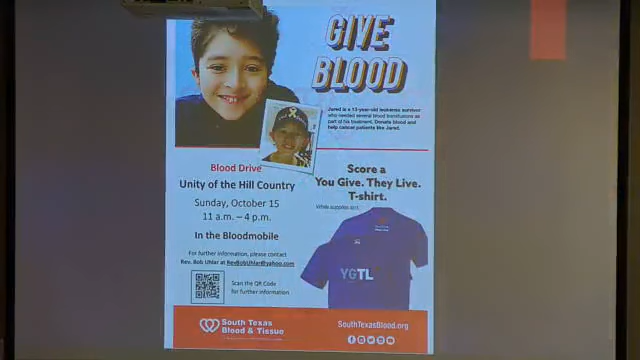 GIVE
BLOOD
Jared is a 13-year-old leukemia survivor
who needed several blood transfusions as
part of his treatment. Donate blood and
help cancer patients like Jared.
Blood Drive
Unity of the Hill Country
Sunday, October 15
11 a.m. – 4 p.m.
In the Bloodmobile
For further information, please contact
Rev. Bob Uhlar at RevBobUhlar@yahoo.com
Scan the QR Code
for further information
Score a
You Give. They Live.
T-shirt.
While supplies last.
YGTL
South Texas
Blood & Tissue
SouthTexasBlood.org